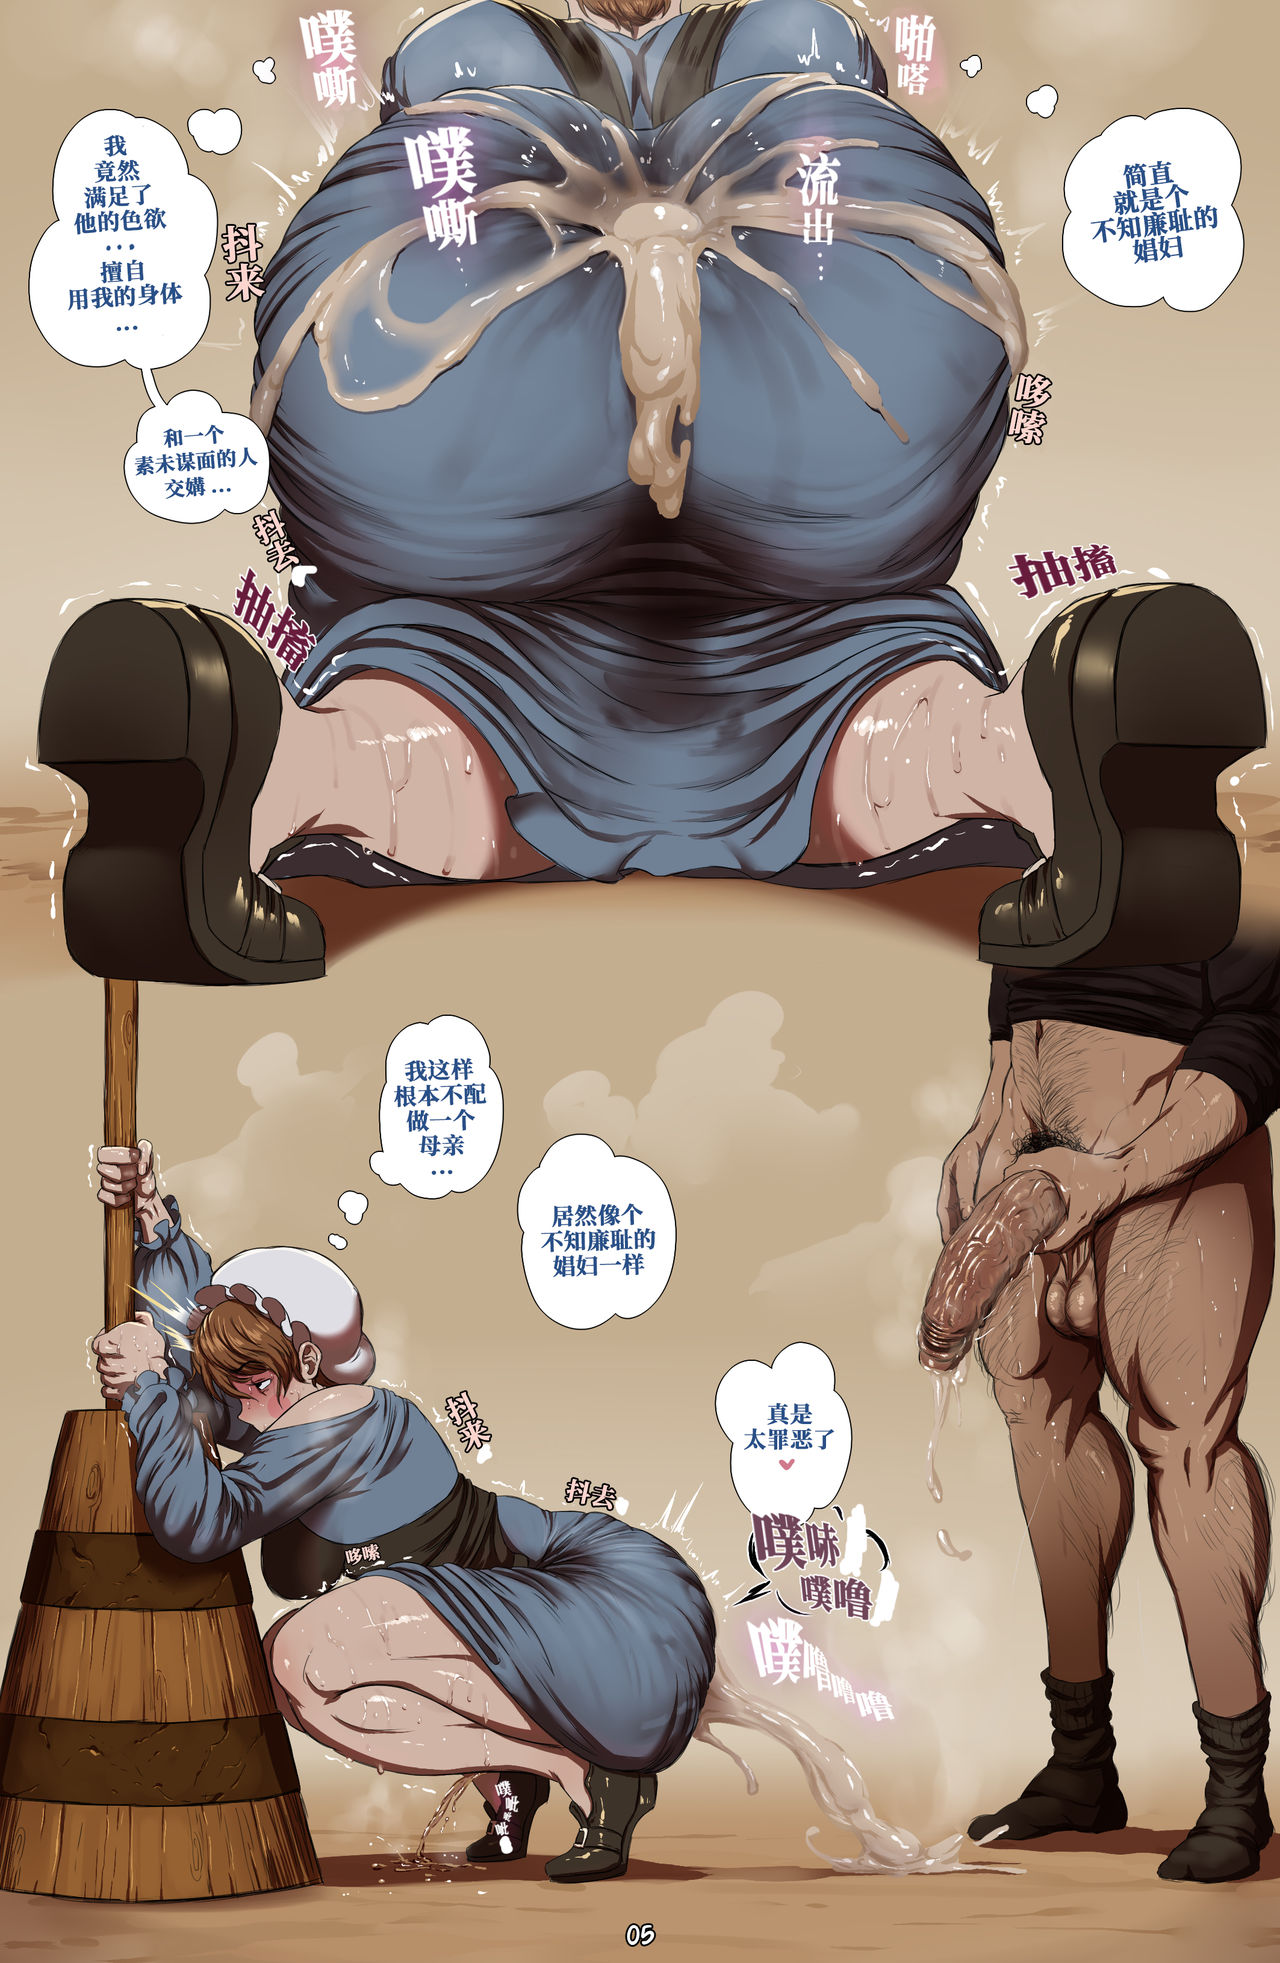 噗
嘶
啪
嗒
我
竟然
满足了
他的色欲
...
擅自
用我的身体
...
噗
嘶
流
出
...
简直
就是个
不知廉耻的
娼妇
抖
来
哆
嗦
和一个
素未谋面的人
交媾 ...
抖
去
抽搐
抽搐
我这样
根本不配
做一个
母亲
...
居然像个
不知廉耻的
娼妇一样
真是
太罪恶了
♥
抖
来
抖去
哆嗦
噗哧
噗噜
噗噜噜噜
噗
05